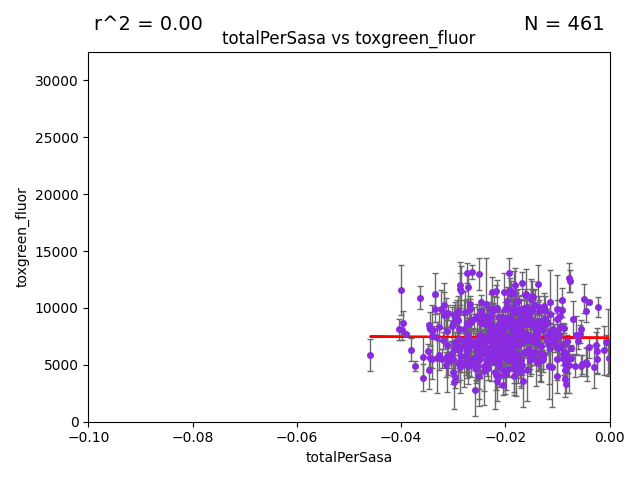 r^2 = 0.00
N = 461
totalPerSasa vs toxgreen_fluor
30000
25000
20000
15000
10000
5000
0
toxgreen_fluor
−0.10
−0.08
−0.06
−0.04
−0.02
0.00
totalPerSasa